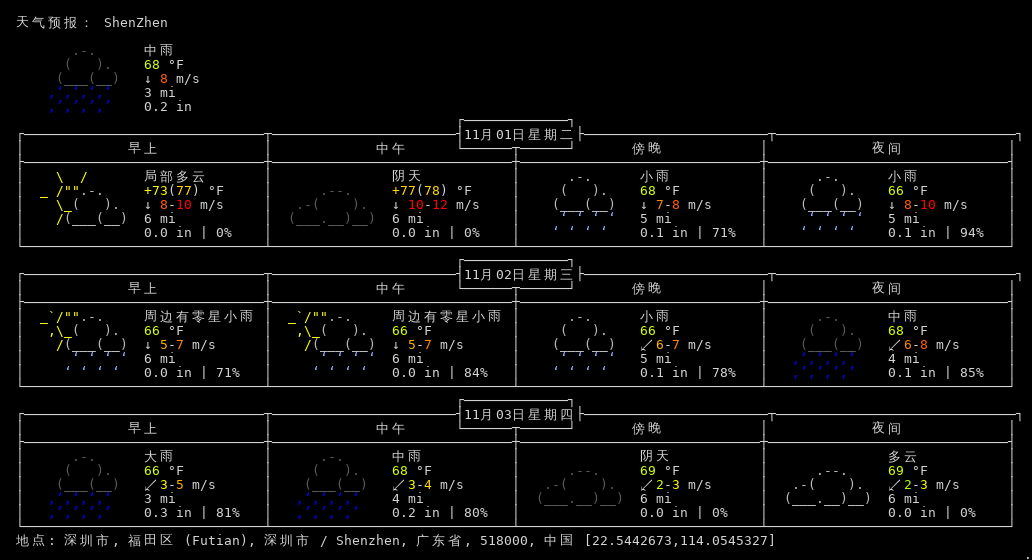 天气预报： ShenZhen
中雨
68 °F
↓ 8 m/s
3 mi
0.2 in
11月01日星期二
早上 中午 傍晚 夜间
局部多云 阴天 小雨 小雨
+73(77) °F +77(78) °F 68 °F 66 °F
↓ 8-10 m/s ↓ 10-12 m/s ↓ 7-8 m/s ↓ 8-10 m/s
6 mi 6 mi 5 mi 5 mi
0.0 in | 0% 0.0 in | 0% 0.1 in | 71% 0.1 in | 94%
11月02日星期三
早上 中午 傍晚 夜间
周边有零星小雨 周边有零星小雨 小雨 中雨
66 °F 66 °F 66 °F 68 °F
↓ 5-7 m/s ↓ 5-7 m/s ↙ 6-7 m/s ↙ 6-8 m/s
6 mi 6 mi 5 mi 4 mi
0.0 in | 71% 0.0 in | 84% 0.1 in | 78% 0.1 in | 85%
11月03日星期四
早上 中午 傍晚 夜间
大雨 中雨 阴天 多云
66 °F 68 °F 69 °F 69 °F
↙ 3-5 m/s ↙ 3-4 m/s ↙ 2-3 m/s ↙ 2-3 m/s
3 mi 4 mi 6 mi 6 mi
0.3 in | 81% 0.2 in | 80% 0.0 in | 0% 0.0 in | 0%
地点: 深圳市, 福田区 (Futian), 深圳市 / Shenzhen, 广东省, 518000, 中国 [22.5442673,114.0545327]